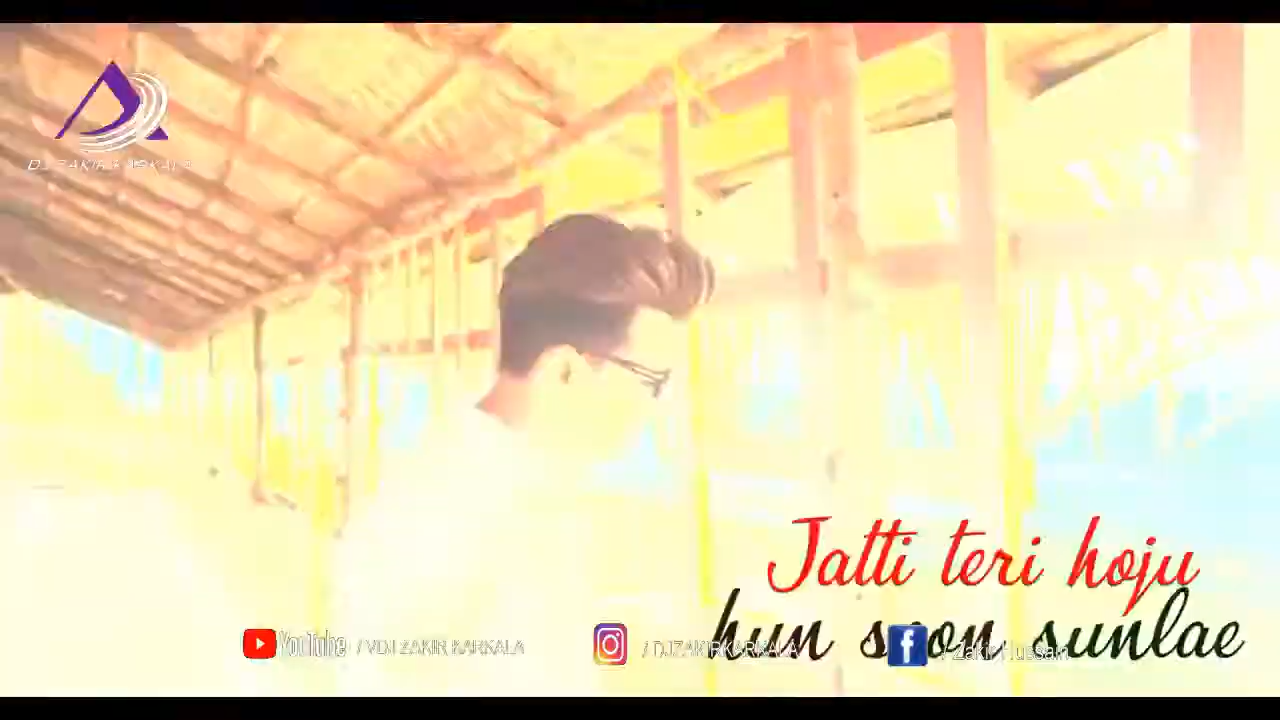 DJ ZAKIR KARKALA
Jatti teri hoju
hun soon sunlae
YouTube / VDJ ZAKIR KARKALA
/ DJZAKIRKARKALA
/ Zakir Hussain